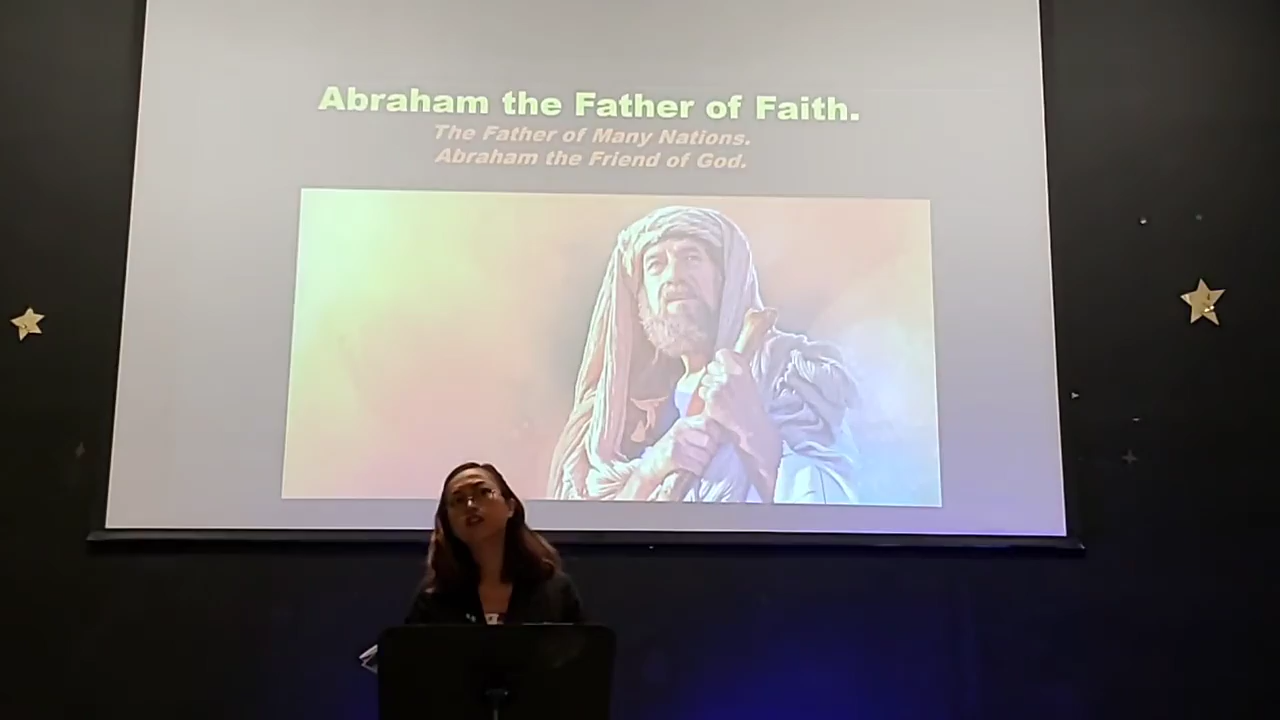 Abraham the Father of Faith.
The Father of Many Nations.
Abraham the Friend of God.